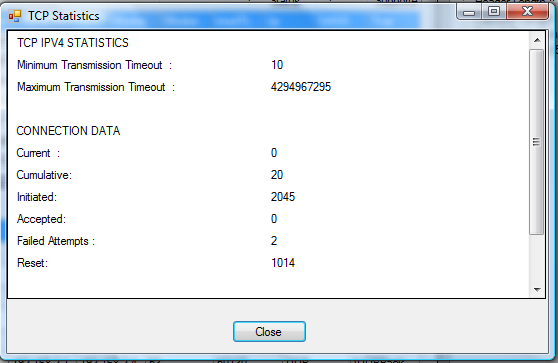 TCP Statistics
TCP IPV4 STATISTICS
Minimum Transmission Timeout : 10
Maximum Transmission Timeout : 4294967295
CONNECTION DATA
Current : 0
Cumulative: 20
Initiated: 2045
Accepted: 0
Failed Attempts : 2
Reset: 1014
Close